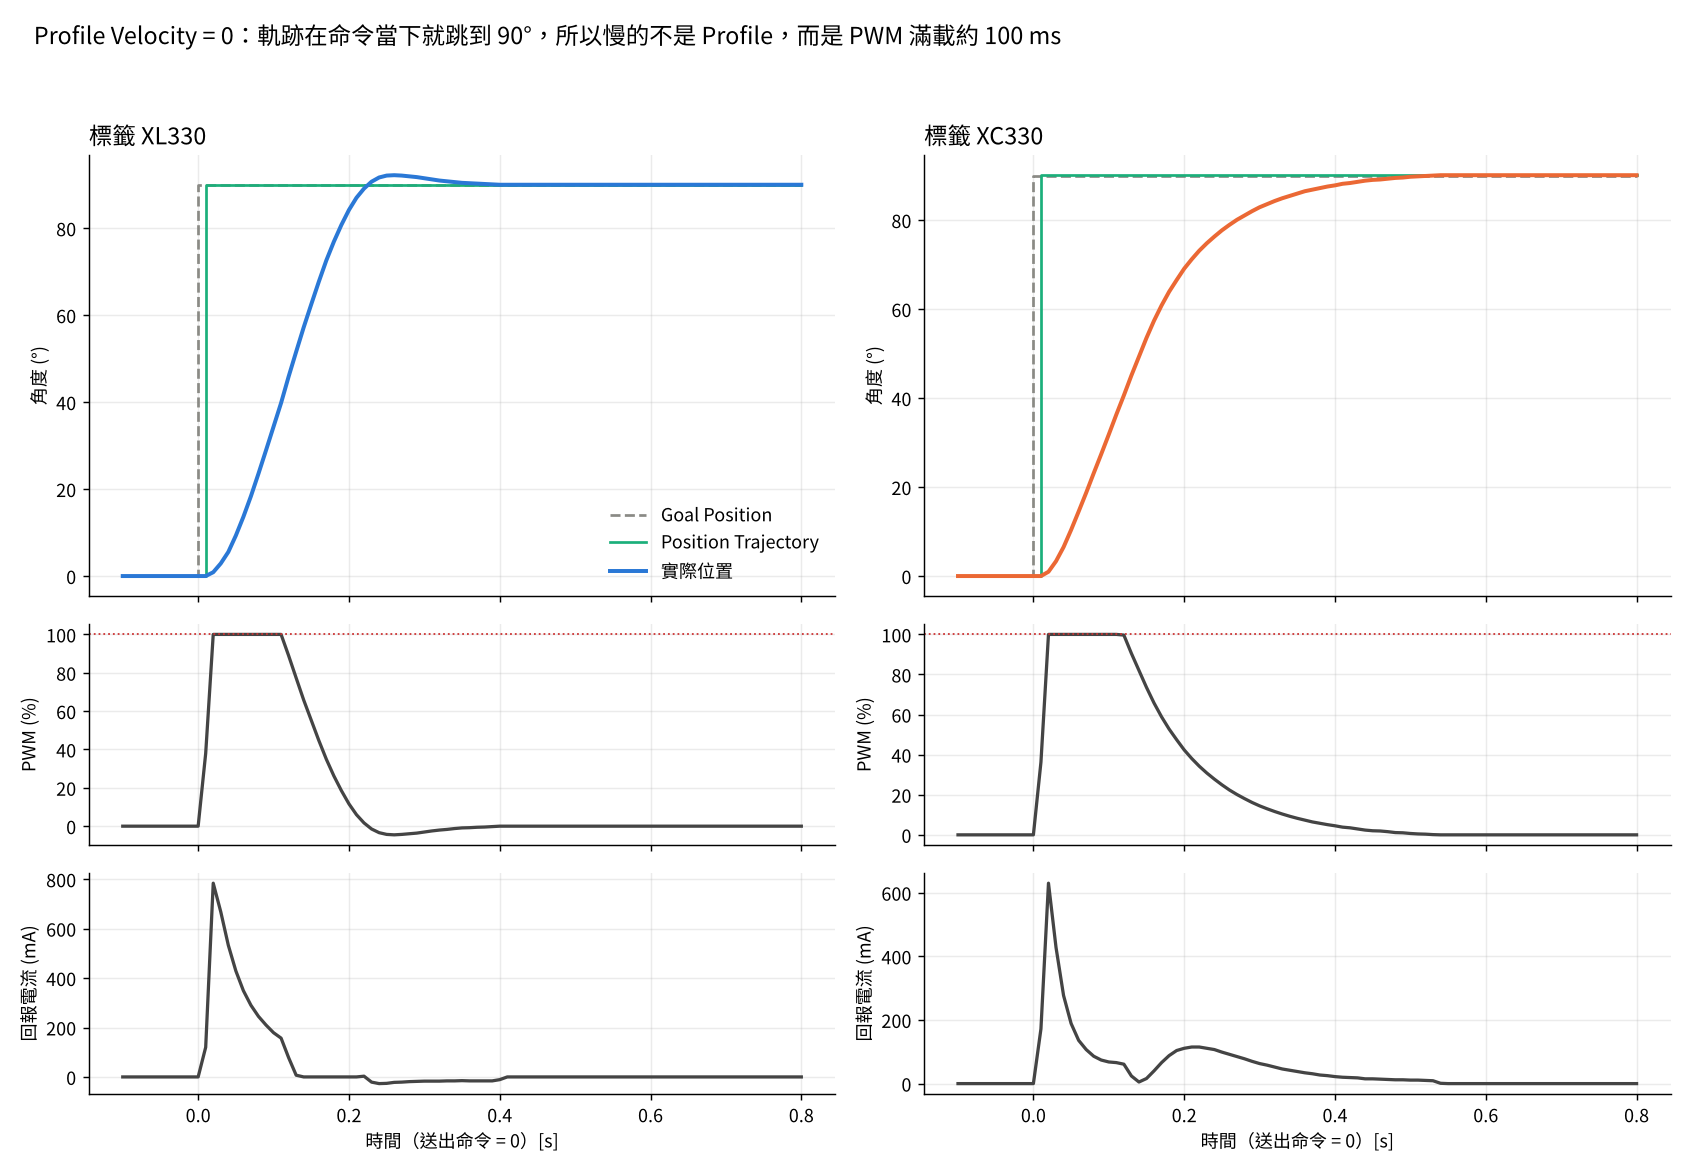 Profile Velocity = 0：軌跡在命令當下就跳到 90°，所以慢的不是 Profile，而是 PWM 滿載約 100 ms
標籤 XL330
角度 (°)
80
60
40
20
0
Goal Position
Position Trajectory
實際位置
標籤 XC330
角度 (°)
80
60
40
20
0
PWM (%)
100
80
60
40
20
0
PWM (%)
100
80
60
40
20
0
回報電流 (mA)
800
600
400
200
0
0.0 0.2 0.4 0.6 0.8
時間（送出命令 = 0）[s]
回報電流 (mA)
600
400
200
0
0.0 0.2 0.4 0.6 0.8
時間（送出命令 = 0）[s]